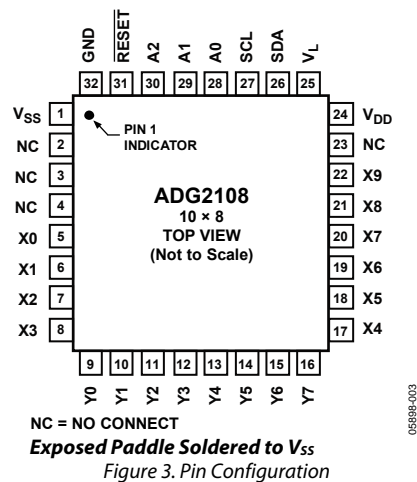 GND
RESET
A2
A1
A0
SCL
SDA
VL
32 31 30 29 28 27 26 25
VSS 1
NC 2
NC 3
NC 4
X0 5
X1 6
X2 7
X3 8
PIN 1
INDICATOR
ADG2108
10 × 8
TOP VIEW
(Not to Scale)
24 VDD
23 NC
22 X9
21 X8
20 X7
19 X6
18 X5
17 X4
9 10 11 12 13 14 15 16
Y0
Y1
Y2
Y3
Y4
Y5
Y6
Y7
05898-003
NC = NO CONNECT
Exposed Paddle Soldered to VSS
Figure 3. Pin Configuration